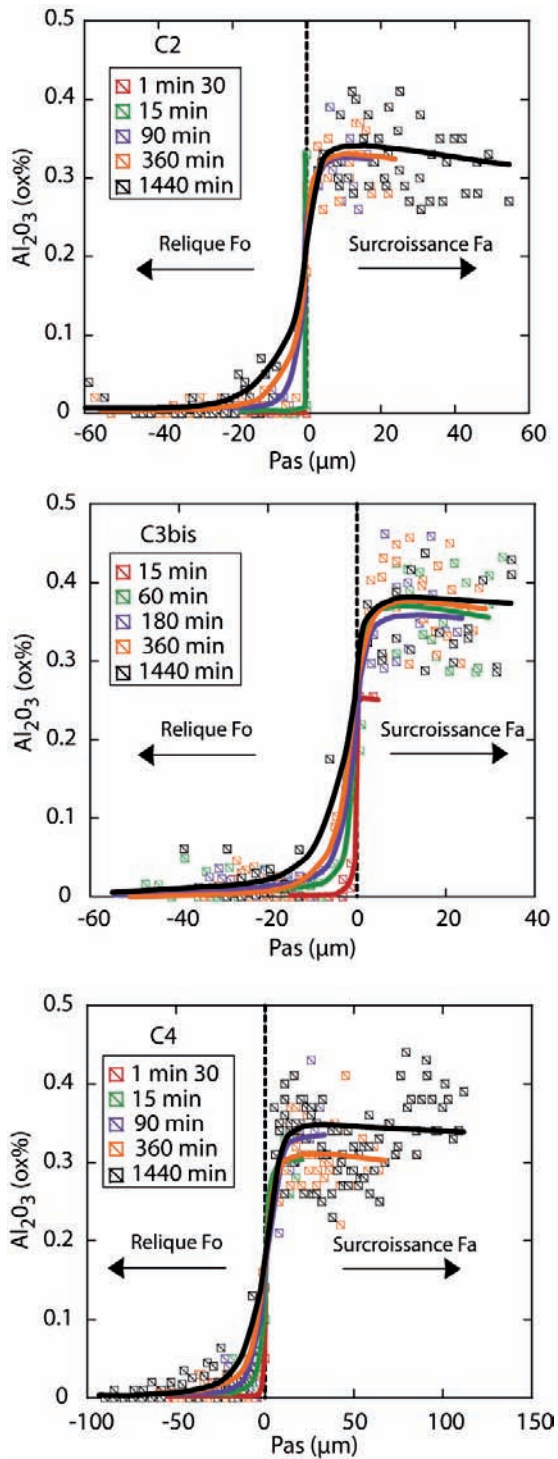 0.5
C2
1 min 30
15 min
90 min
360 min
1440 min
0.4
0.3
0.2
0.1
0
Al₂0₃ (ox%)
Relique Fo
Surcroissance Fa
-60
-40
-20
0
20
40
60
Pas (µm)
0.5
C3bis
15 min
60 min
180 min
360 min
1440 min
0.4
0.3
0.2
0.1
0
Al₂0₃ (ox%)
Relique Fo
Surcroissance Fa
-60
-40
-20
0
20
40
Pas (µm)
0.5
C4
1 min 30
15 min
90 min
360 min
1440 min
0.4
0.3
0.2
0.1
0
Al₂0₃ (ox%)
Relique Fo
Surcroissance Fa
-100
-50
0
50
100
150
Pas (µm)